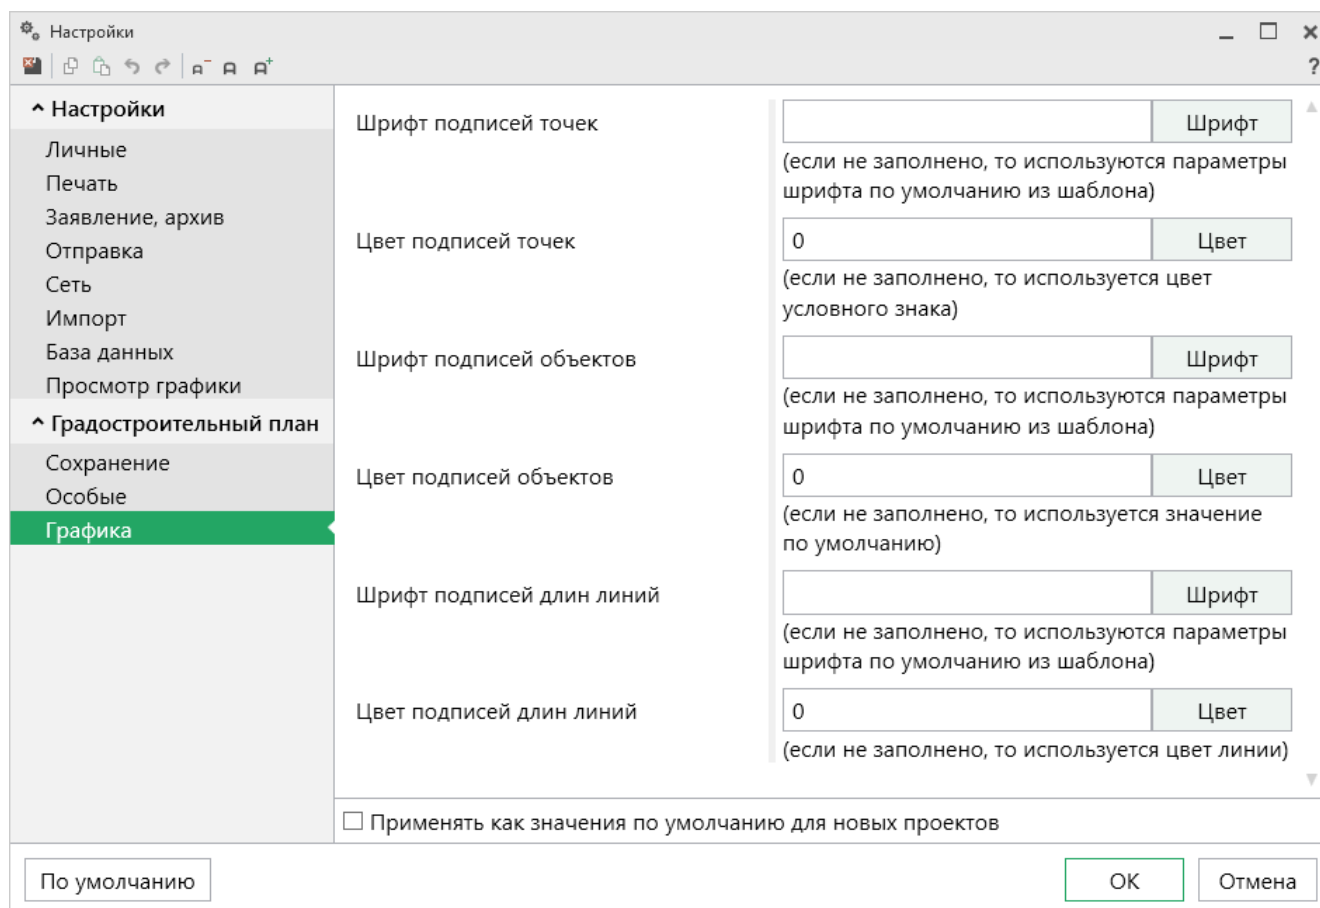 Настройки
?
Настройки
Личные
Печать
Заявление, архив
Отправка
Сеть
Импорт
База данных
Просмотр графики
Градостроительный план
Сохранение
Особые
Графика
Шрифт подписей точек
Шрифт
(если не заполнено, то используются параметры
шрифта по умолчанию из шаблона)
Цвет подписей точек
0
Цвет
(если не заполнено, то используется цвет
условного знака)
Шрифт подписей объектов
Шрифт
(если не заполнено, то используются параметры
шрифта по умолчанию из шаблона)
Цвет подписей объектов
0
Цвет
(если не заполнено, то используется значение
по умолчанию)
Шрифт подписей длин линий
Шрифт
(если не заполнено, то используются параметры
шрифта по умолчанию из шаблона)
Цвет подписей длин линий
0
Цвет
(если не заполнено, то используется цвет линии)
Применять как значения по умолчанию для новых проектов
По умолчанию
ОК
Отмена